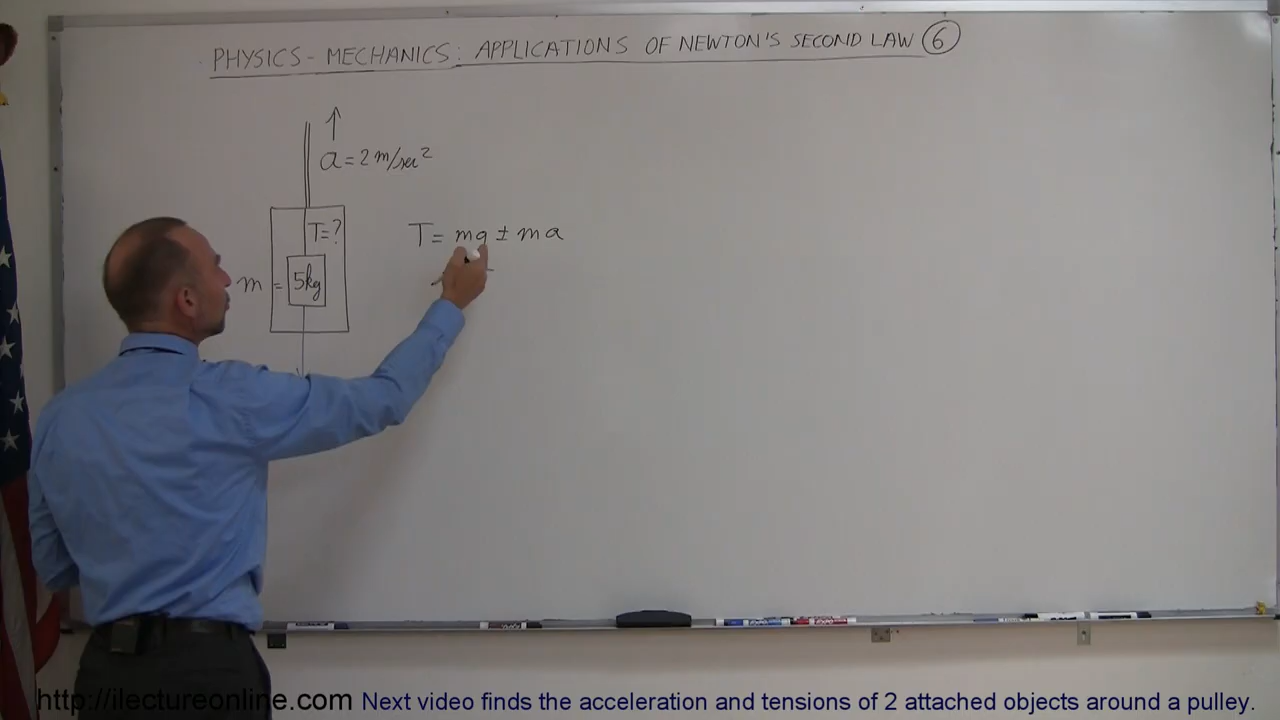 PHYSICS - MECHANICS: APPLICATIONS OF NEWTON'S SECOND LAW 6
a = 2 m/sec²
T=?
T = mg ± ma
m = 5kg
http://ilectureonline.com Next video finds the acceleration and tensions of 2 attached objects around a pulley.